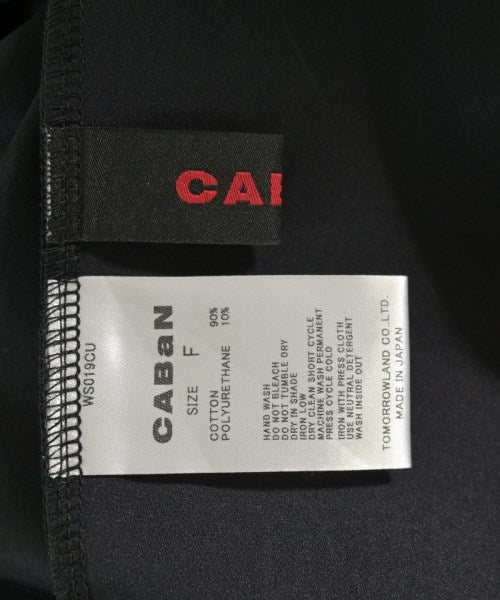 CAB
WS019CU
CABaN
SIZE F
COTTON 90%
POLYURETHANE 10%
HAND WASH
DO NOT BLEACH
DO NOT TUMBLE DRY
DRY IN SHADE
IRON LOW
DRY CLEAN SHORT CYCLE
MACHINE WASH PERMANENT
PRESS CYCLE COLD
IRON WITH PRESS CLOTH
USE NEUTRAL DETERGENT
WASH INSIDE OUT
TOMORROWLAND CO.,LTD.
MADE IN JAPAN